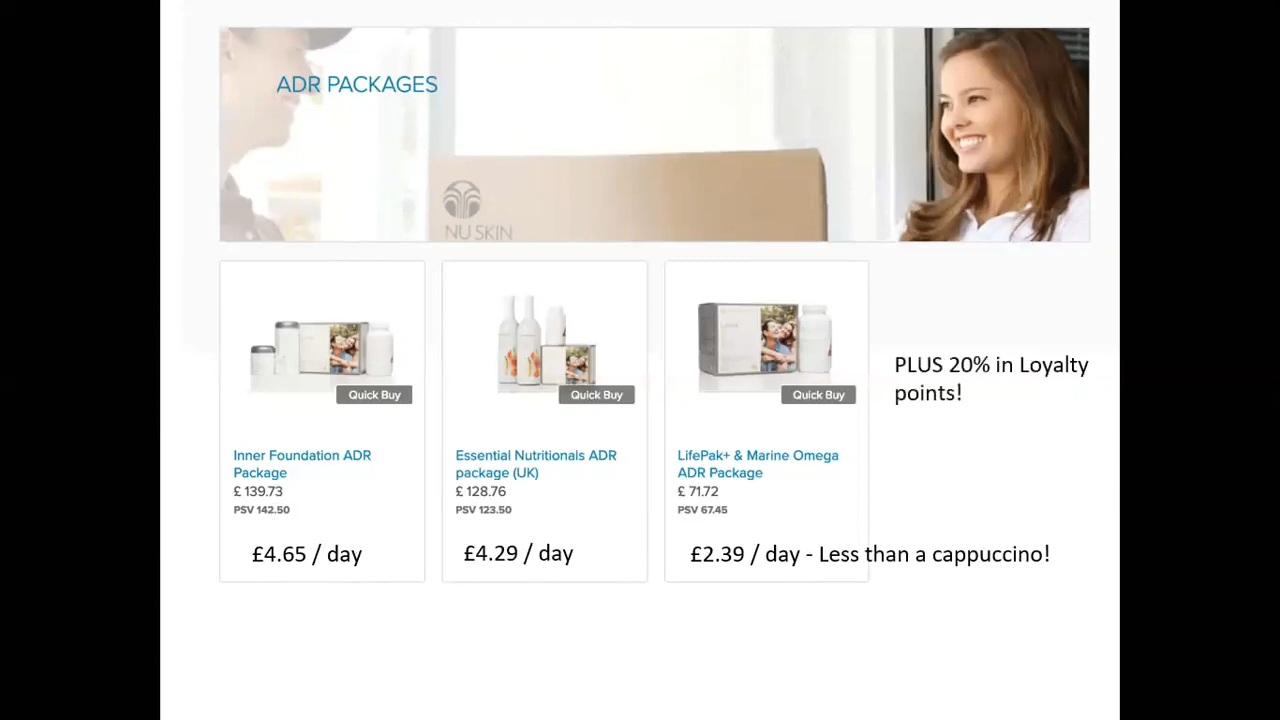 ADR PACKAGES
NU SKIN
PLUS 20% in Loyalty
points!
Quick Buy
Quick Buy
Quick Buy
Inner Foundation ADR
Package
£ 139.73
PSV 142.50
£4.65 / day
Essential Nutritionals ADR
package (UK)
£ 128.76
PSV 123.50
£4.29 / day
LifePak+ & Marine Omega
ADR Package
£ 71.72
PSV 67.45
£2.39 / day - Less than a cappuccino!